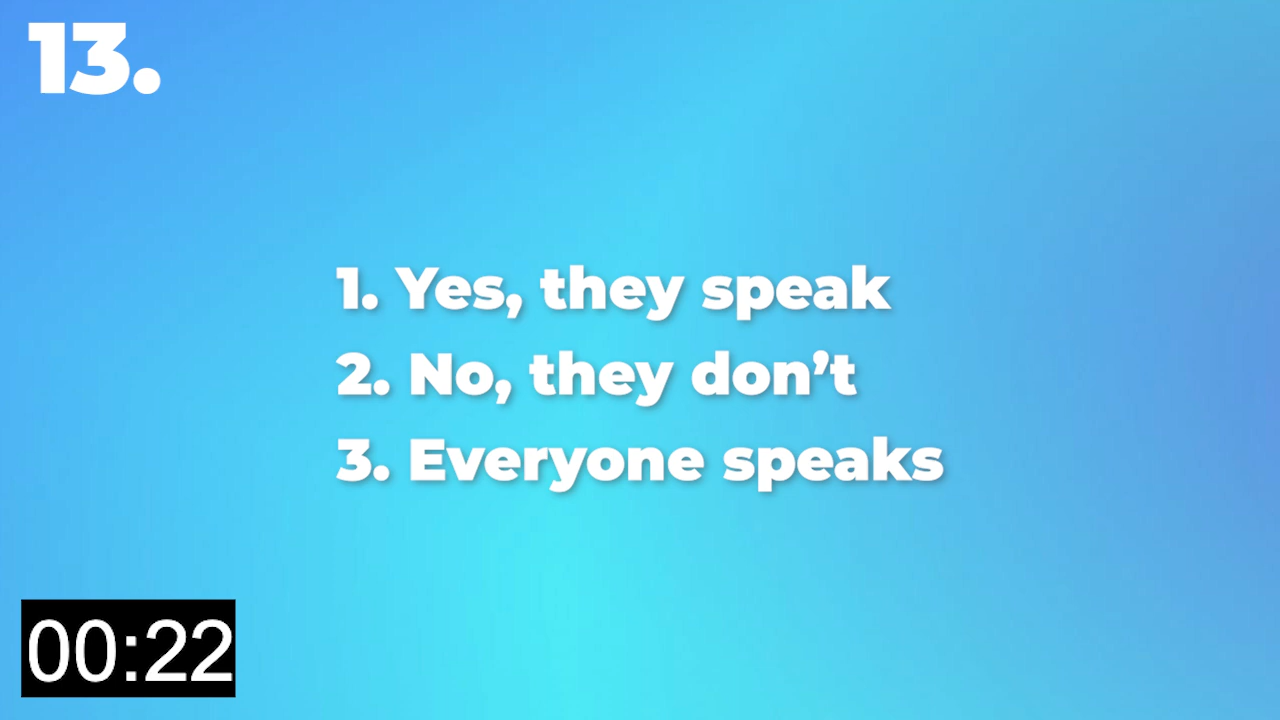 13.
1. Yes, they speak
2. No, they don’t
3. Everyone speaks
00:22